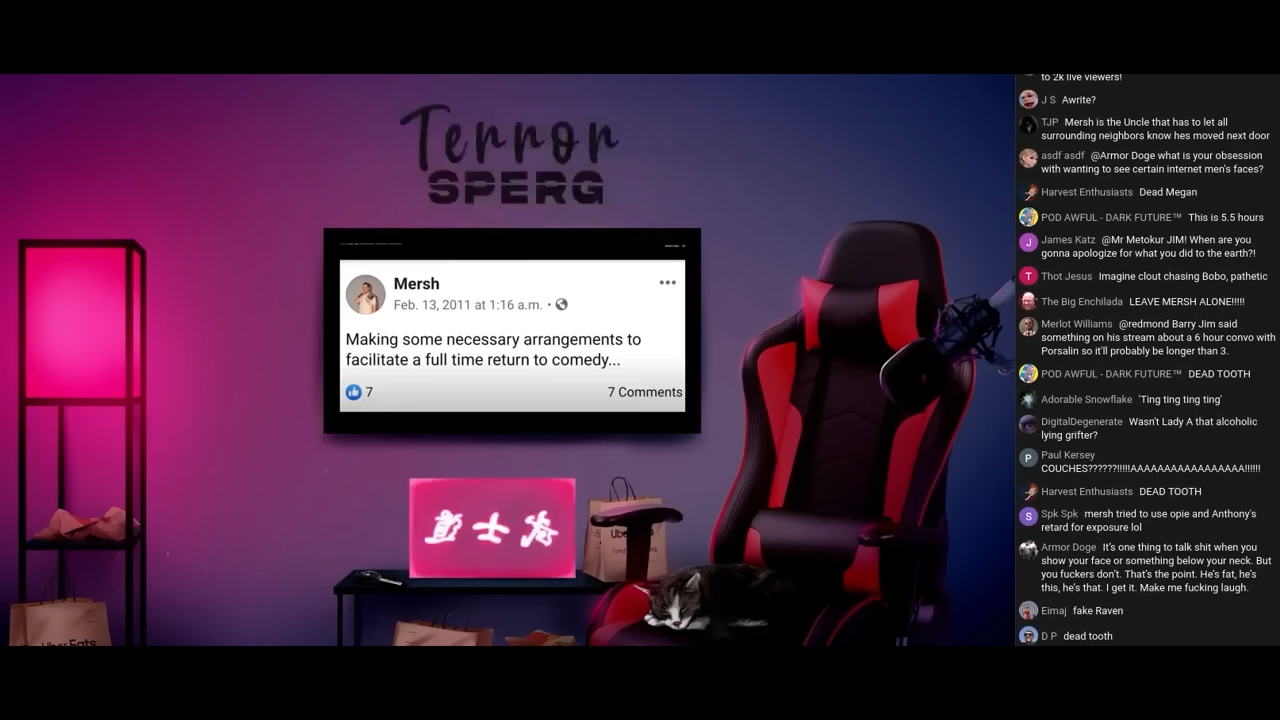 Terror
SPERG
Mersh
Feb. 13, 2011 at 1:16 a.m. •
Making some necessary arrangements to
facilitate a full time return to comedy...
7
7 Comments
Uber Eats
to 2k live viewers!
J S Awrite?
TJP Mersh is the Uncle that has to let all
surrounding neighbors know hes moved next door
asdf asdf @Armor Doge what is your obsession
with wanting to see certain internet men's faces?
Harvest Enthusiasts Dead Megan
POD AWFUL - DARK FUTURE™ This is 5.5 hours
J
James Katz @Mr Metokur JIM! When are you
gonna apologize for what you did to the earth?!
T
Thot Jesus Imagine clout chasing Bobo, pathetic
The Big Enchilada LEAVE MERSH ALONE!!!!!
Merlot Williams @redmond Barry Jim said
something on his stream about a 6 hour convo with
Porsalin so it'll probably be longer than 3.
POD AWFUL - DARK FUTURE™ DEAD TOOTH
Adorable Snowflake 'Ting ting ting ting'
DigitalDegenerate Wasn't Lady A that alcoholic
lying grifter?
P
Paul Kersey
COUCHES??????!!!!!AAAAAAAAAAAAAAAAA!!!!!!
Harvest Enthusiasts DEAD TOOTH
S
Spk Spk mersh tried to use opie and Anthony's
retard for exposure lol
Armor Doge It's one thing to talk shit when you
show your face or something below your neck. But
you fuckers don't. That's the point. He's fat, he's
this, he's that. I get it. Make me fucking laugh.
Eimaj fake Raven
D P dead tooth